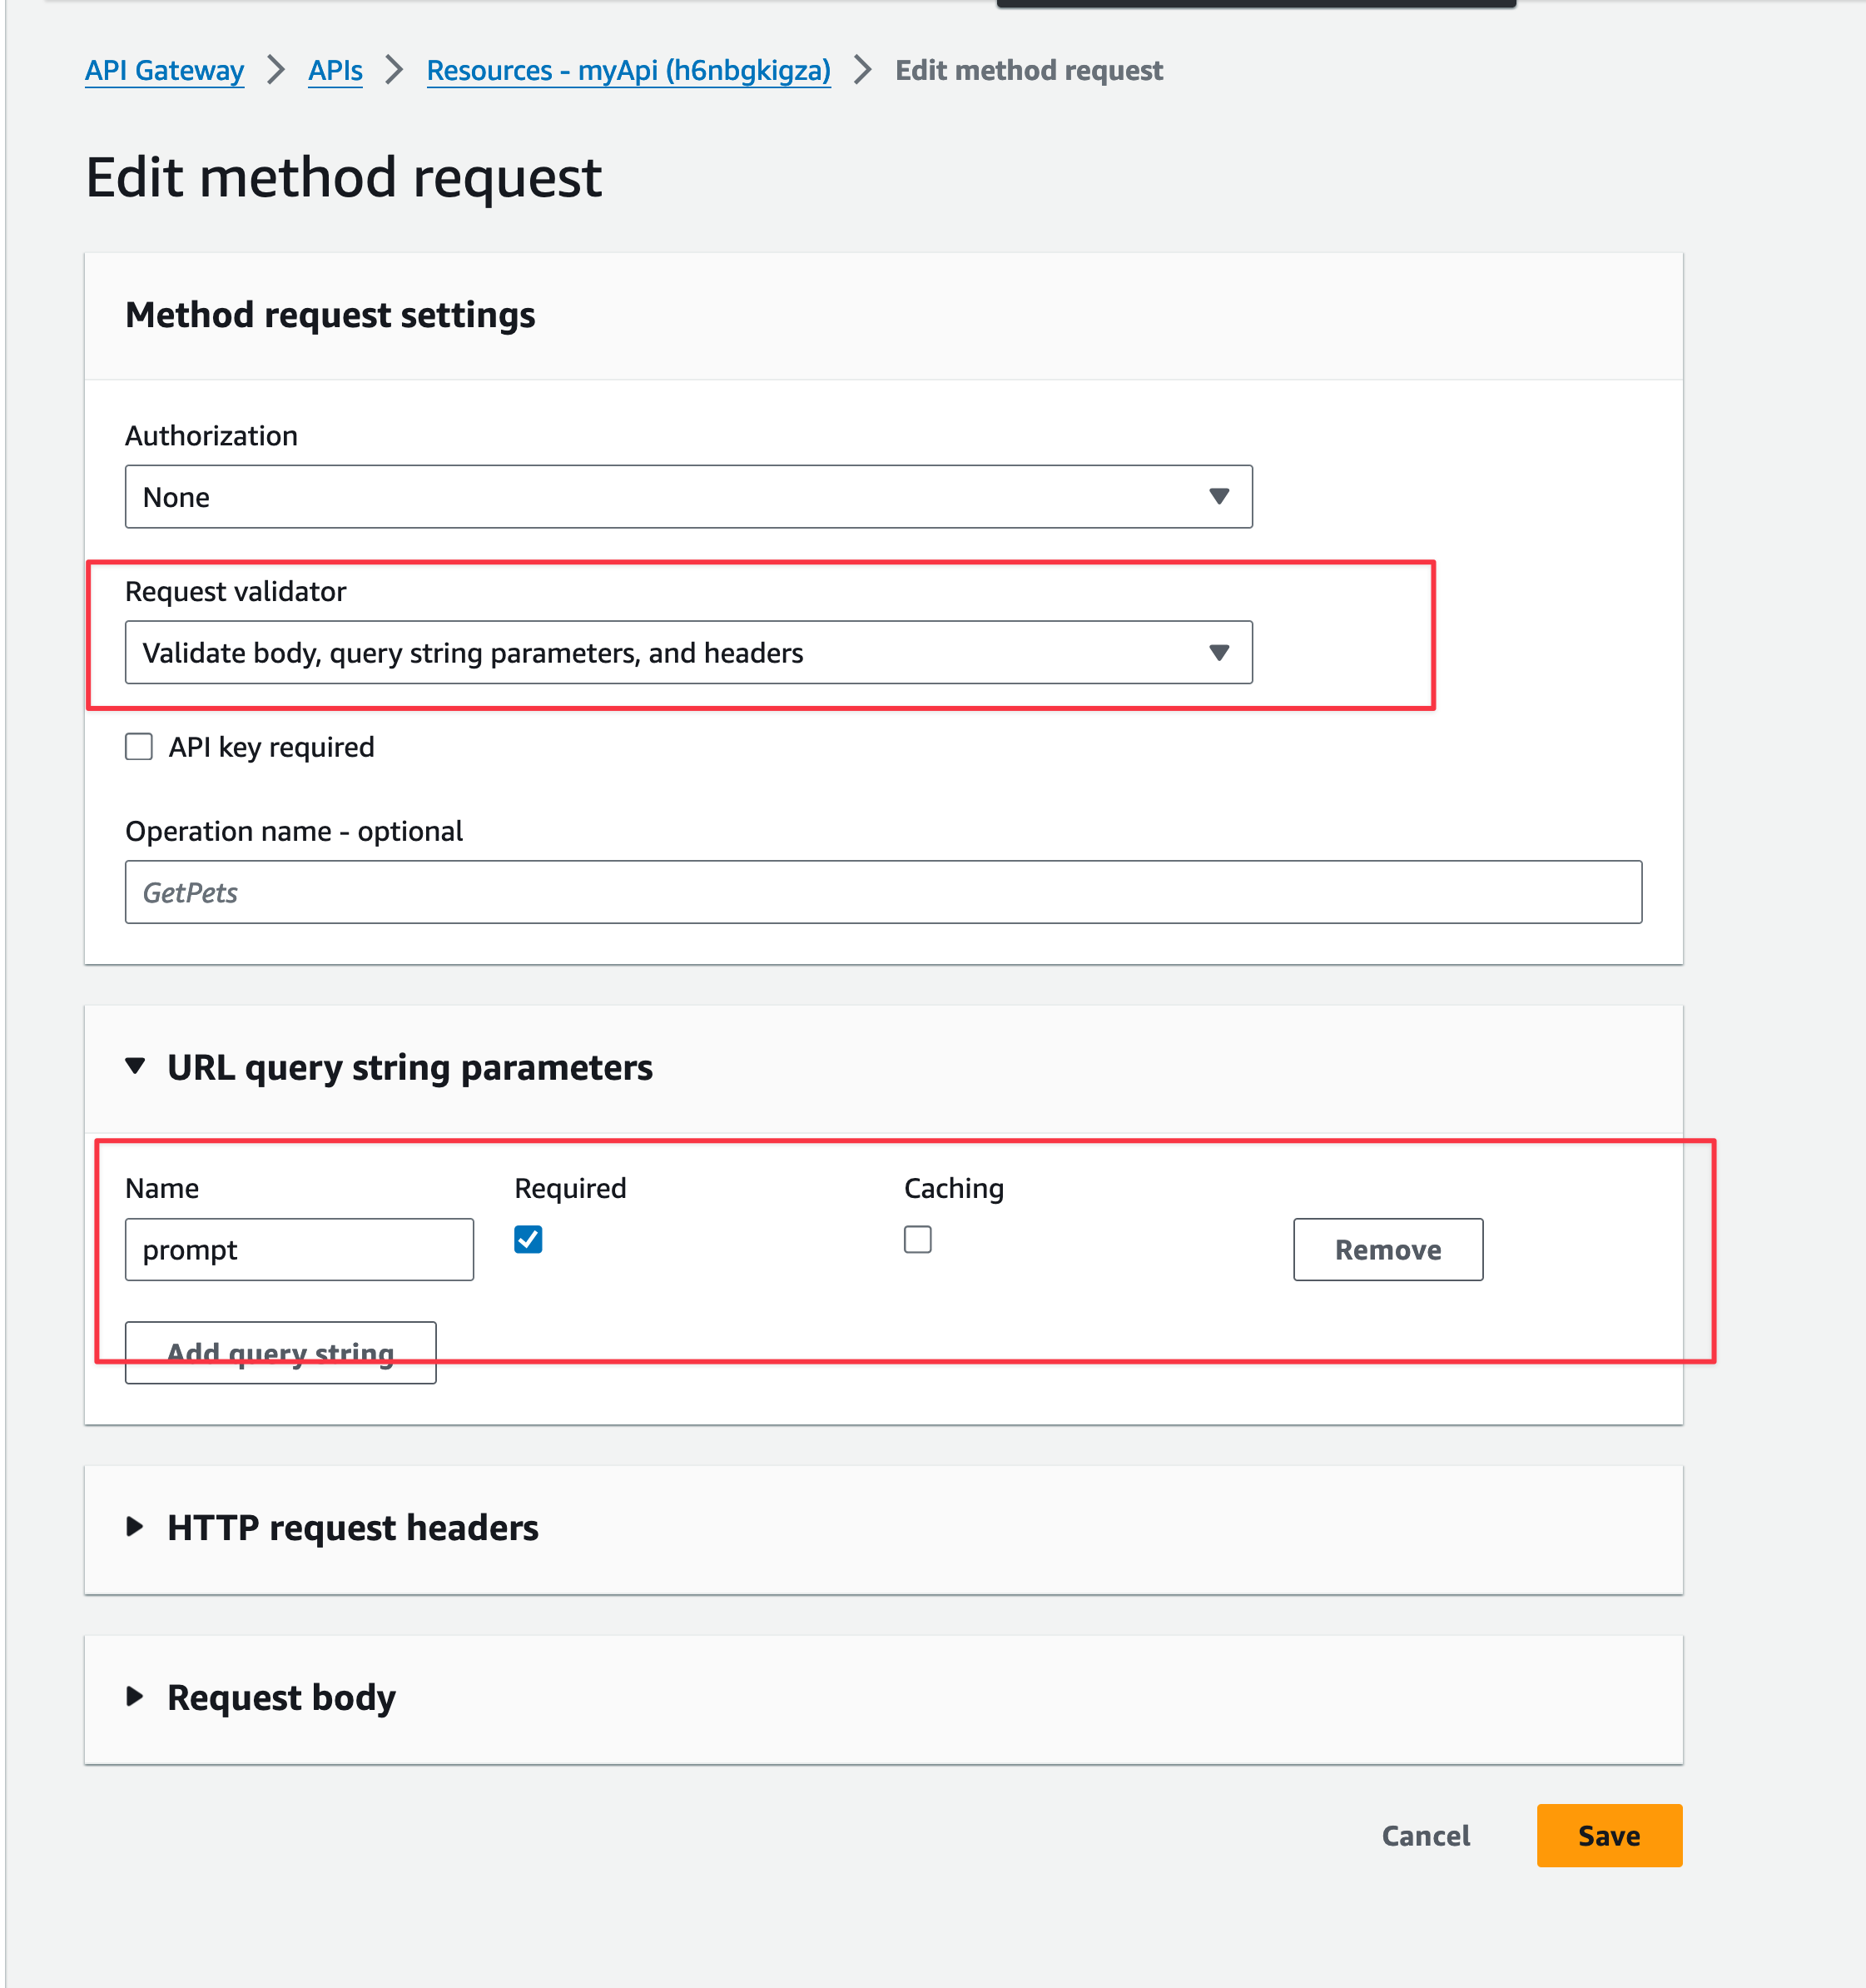 API Gateway > APIs > Resources - myApi (h6nbgkigza) > Edit method request
Edit method request
Method request settings
Authorization
None
Request validator
Validate body, query string parameters, and headers
API key required
Operation name - optional
GetPets
URL query string parameters
Name Required Caching
prompt Remove
Add query string
HTTP request headers
Request body
Cancel Save